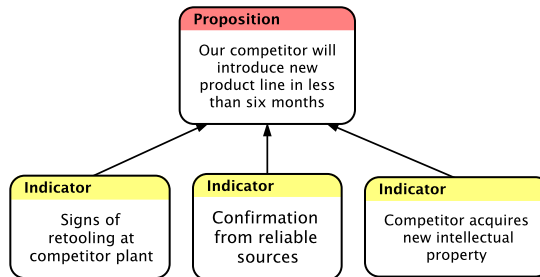 Proposition
Our competitor will
introduce new
product line in less
than six months
Indicator
Signs of
retooling at
competitor plant
Indicator
Confirmation
from reliable
sources
Indicator
Competitor acquires
new intellectual
property